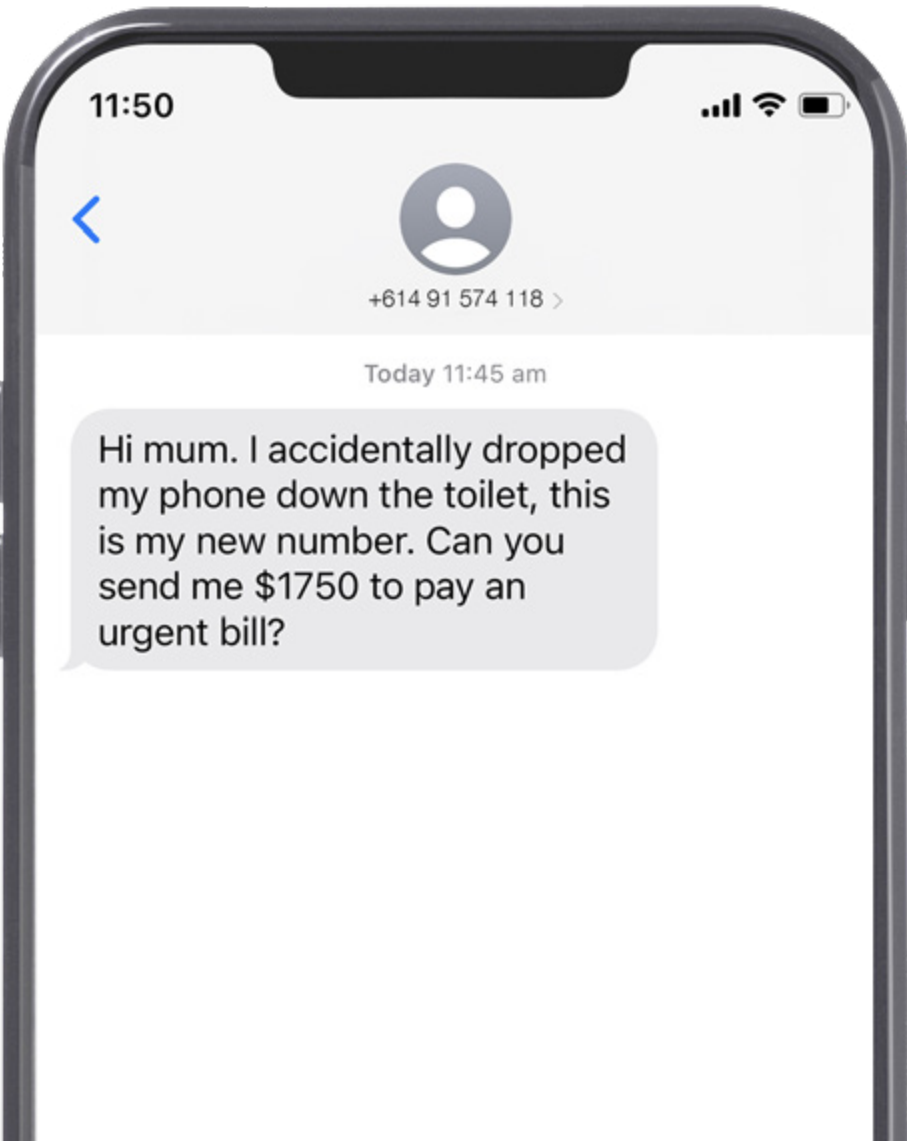 11:50
+614 91 574 118
Today 11:45 am
Hi mum. I accidentally dropped
my phone down the toilet, this
is my new number. Can you
send me $1750 to pay an
urgent bill?